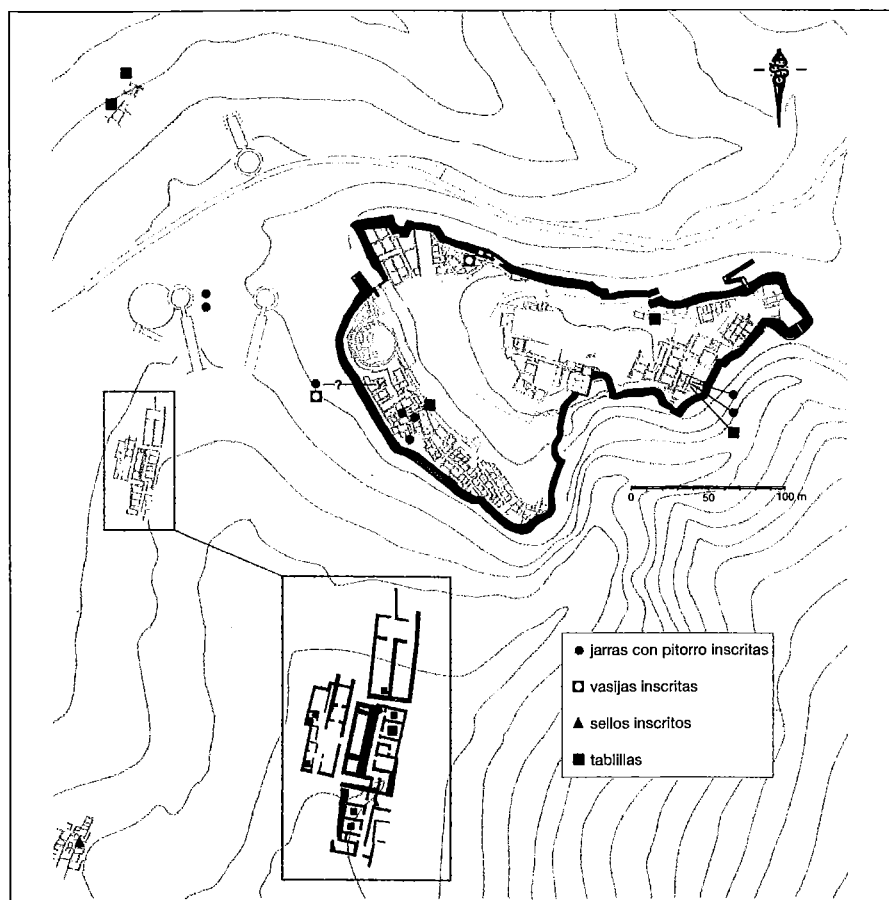 ?
0 50 100 m
jarras con pitorro inscritas
vasijas inscritas
sellos inscritos
tablillas